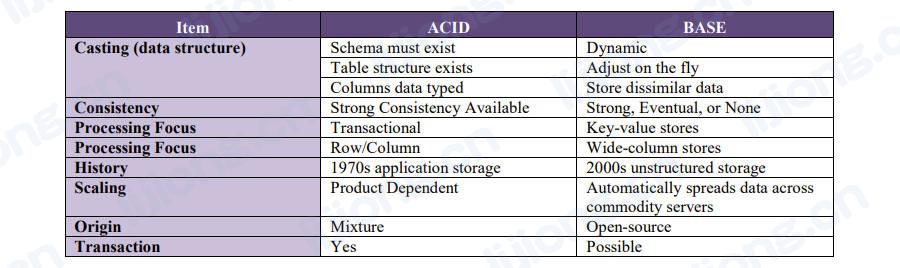 Item ACID BASE
Casting (data structure) Schema must exist Dynamic
Table structure exists Adjust on the fly
Columns data typed Store dissimilar data
Consistency Strong Consistency Available Strong, Eventual, or None
Processing Focus Transactional Key-value stores
Processing Focus Row/Column Wide-column stores
History 1970s application storage 2000s unstructured storage
Scaling Product Dependent Automatically spreads data across
commodity servers
Origin Mixture Open-source
Transaction Yes Possible
lijiong.cn